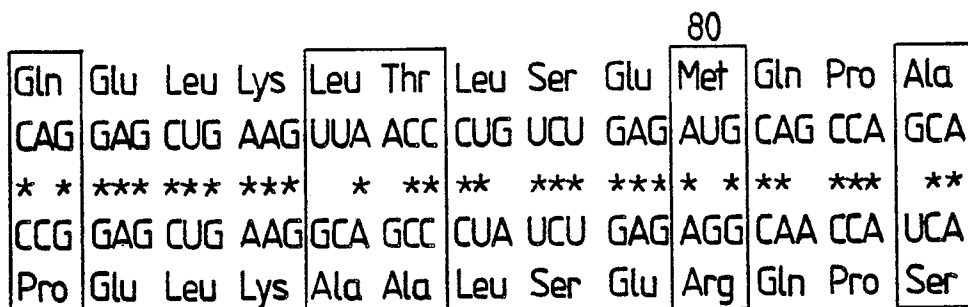 80
Gln Glu Leu Lys Leu Thr Leu Ser Glu Met Gln Pro Ala
CAG GAG CUG AAG UUA ACC CUG UCU GAG AUG CAG CCA GCA
* * *** *** *** * ** ** *** *** * * ** *** **
CCG GAG CUG AAG GCA GCC CUA UCU GAG AGG CAA CCA UCA
Pro Glu Leu Lys Ala Ala Leu Ser Glu Arg Gln Pro Ser